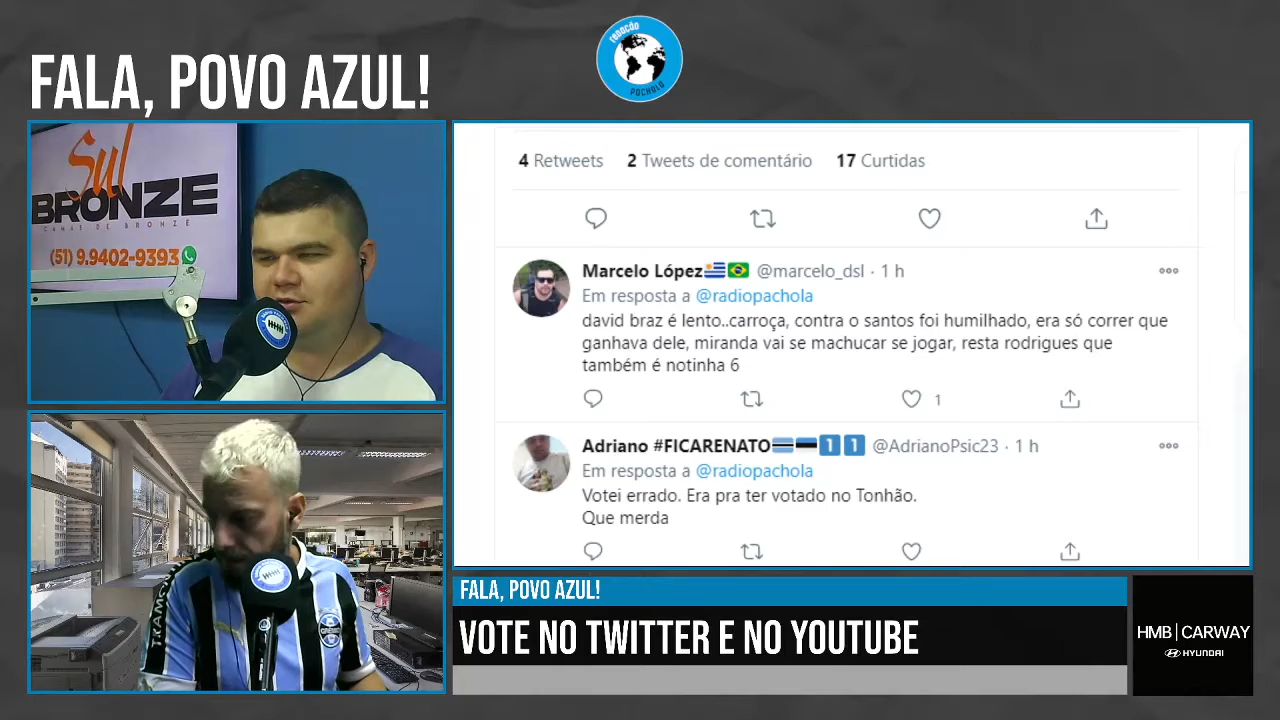 redação
POCHOLA
FALA, POVO AZUL!
Sul
BRONZE
CAMAS DE BRONZE
(51) 9.9402-9393
4 Retweets 2 Tweets de comentário 17 Curtidas
Marcelo López @marcelo_dsl · 1 h
Em resposta a @radiopachola
david braz é lento..carroça, contra o santos foi humilhado, era só correr que
ganhava dele, miranda vai se machucar se jogar, resta rodrigues que
também é notinha 6
1
Adriano #FICARENATO 1 1 @AdrianoPsic23 · 1 h
Em resposta a @radiopachola
Votei errado. Era pra ter votado no Tonhão.
Que merda
TRAMO
GRÊMIO
FALA, POVO AZUL!
VOTE NO TWITTER E NO YOUTUBE
HMB | CARWAY
HYUNDAI